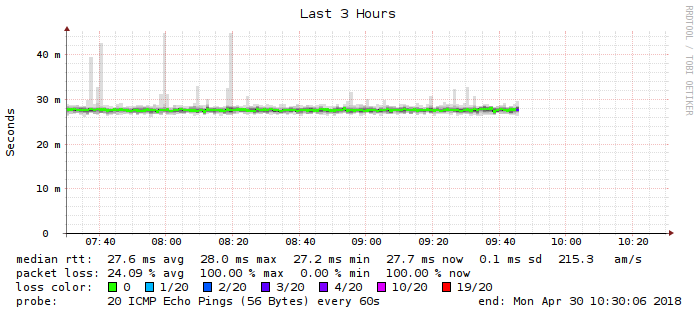 Last 3 Hours
RRDTOOL / TOBI OETIKER
Seconds
40 m
30 m
20 m
10 m
0
07:40 08:00 08:20 08:40 09:00 09:20 09:40 10:00 10:20
median rtt: 27.6 ms avg 28.0 ms max 27.2 ms min 27.7 ms now 0.1 ms sd 215.3 am/s
packet loss: 24.09 % avg 100.00 % max 0.00 % min 100.00 % now
loss color: 0 1/20 2/20 3/20 4/20 10/20 19/20
probe: 20 ICMP Echo Pings (56 Bytes) every 60s end: Mon Apr 30 10:30:06 2018